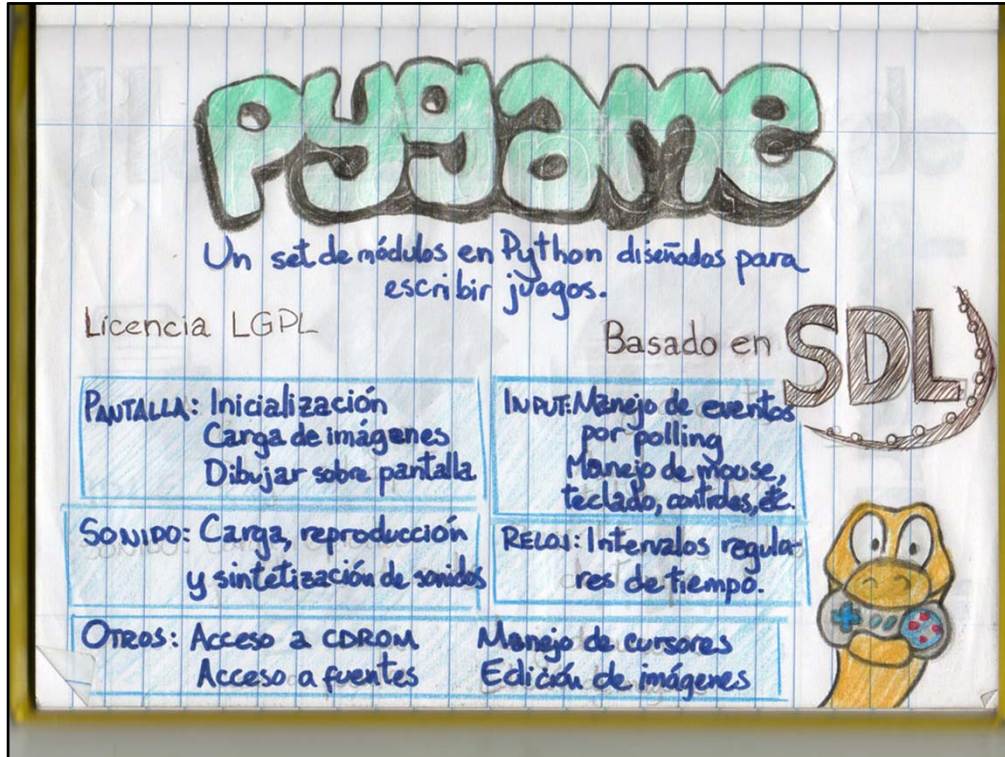 pygame
Un set de módulos en Python diseñados para
escribir juegos.
Licencia LGPL
Basado en SDL
PANTALLA: Inicialización
Carga de imágenes
Dibujar sobre pantalla
INPUT: Manejo de eventos
por polling
Manejo de mouse,
teclado, controles, etc.
SONIDO: Carga, reproducción
y sintetización de sonidos
RELOJ: Intervalos regula-
res de tiempo.
OTROS: Acceso a CDROM
Acceso a fuentes
Manejo de cursores
Edición de imágenes